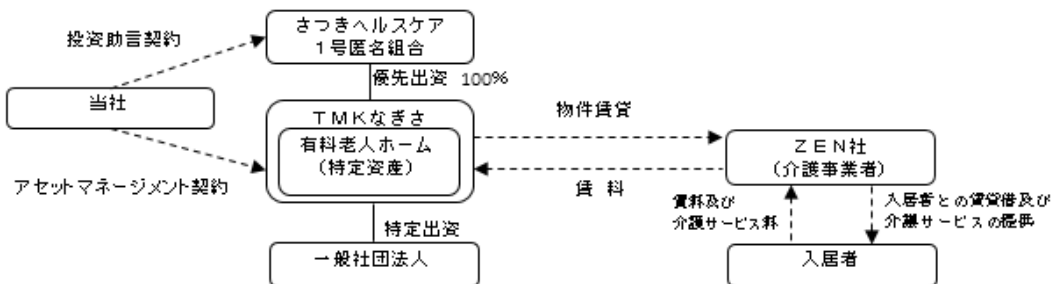 投資助言契約
さつきヘルスケア
1号匿名組合
優先出資 100%
当社
TMKなぎさ
有料老人ホーム
(特定資産)
アセットマネージメント契約
物件賃貸
賃料
ZEN社
(介護事業者)
賃料及び
介護サービス料
入居者との賃貸借及び
介護サービスの提供
特定出資
一般社団法人
入居者